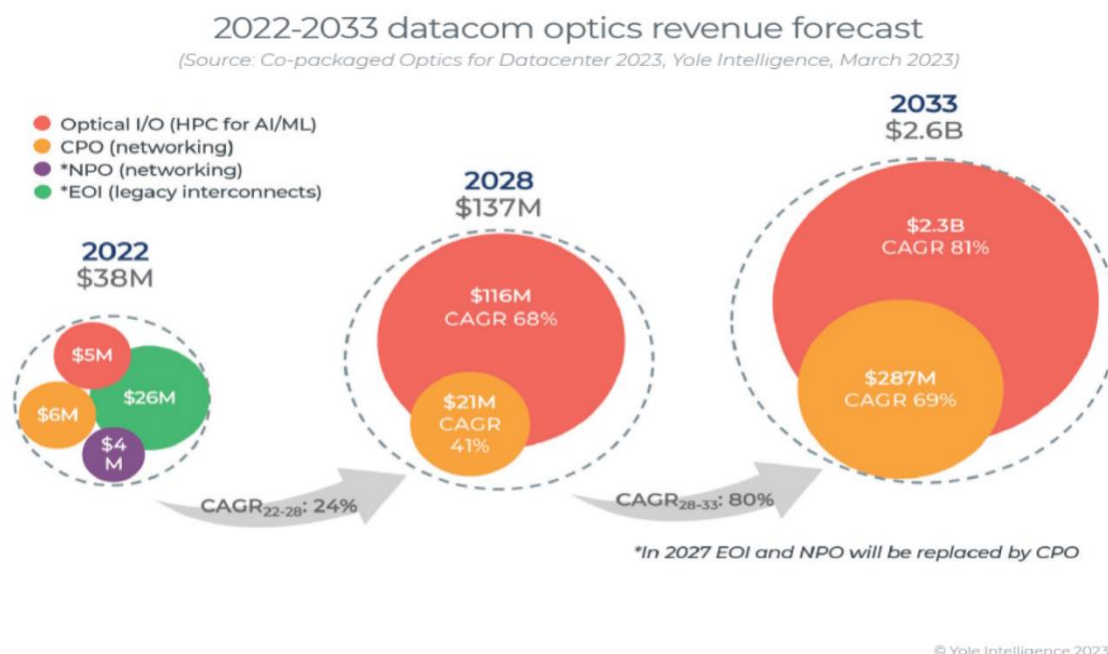 2022-2033 datacom optics revenue forecast
(Source: Co-packaged Optics for Datacenter 2023, Yole Intelligence, March 2023)
Optical I/O (HPC for AI/ML)
CPO (networking)
*NPO (networking)
*EOI (legacy interconnects)
2022
$38M
$5M
$6M
$26M
$4
M
CAGR22-28: 24%
2028
$137M
$116M
CAGR 68%
$21M
CAGR
41%
CAGR28-33: 80%
2033
$2.6B
$2.3B
CAGR 81%
$287M
CAGR 69%
*In 2027 EOI and NPO will be replaced by CPO
© Yole Intelligence 2023